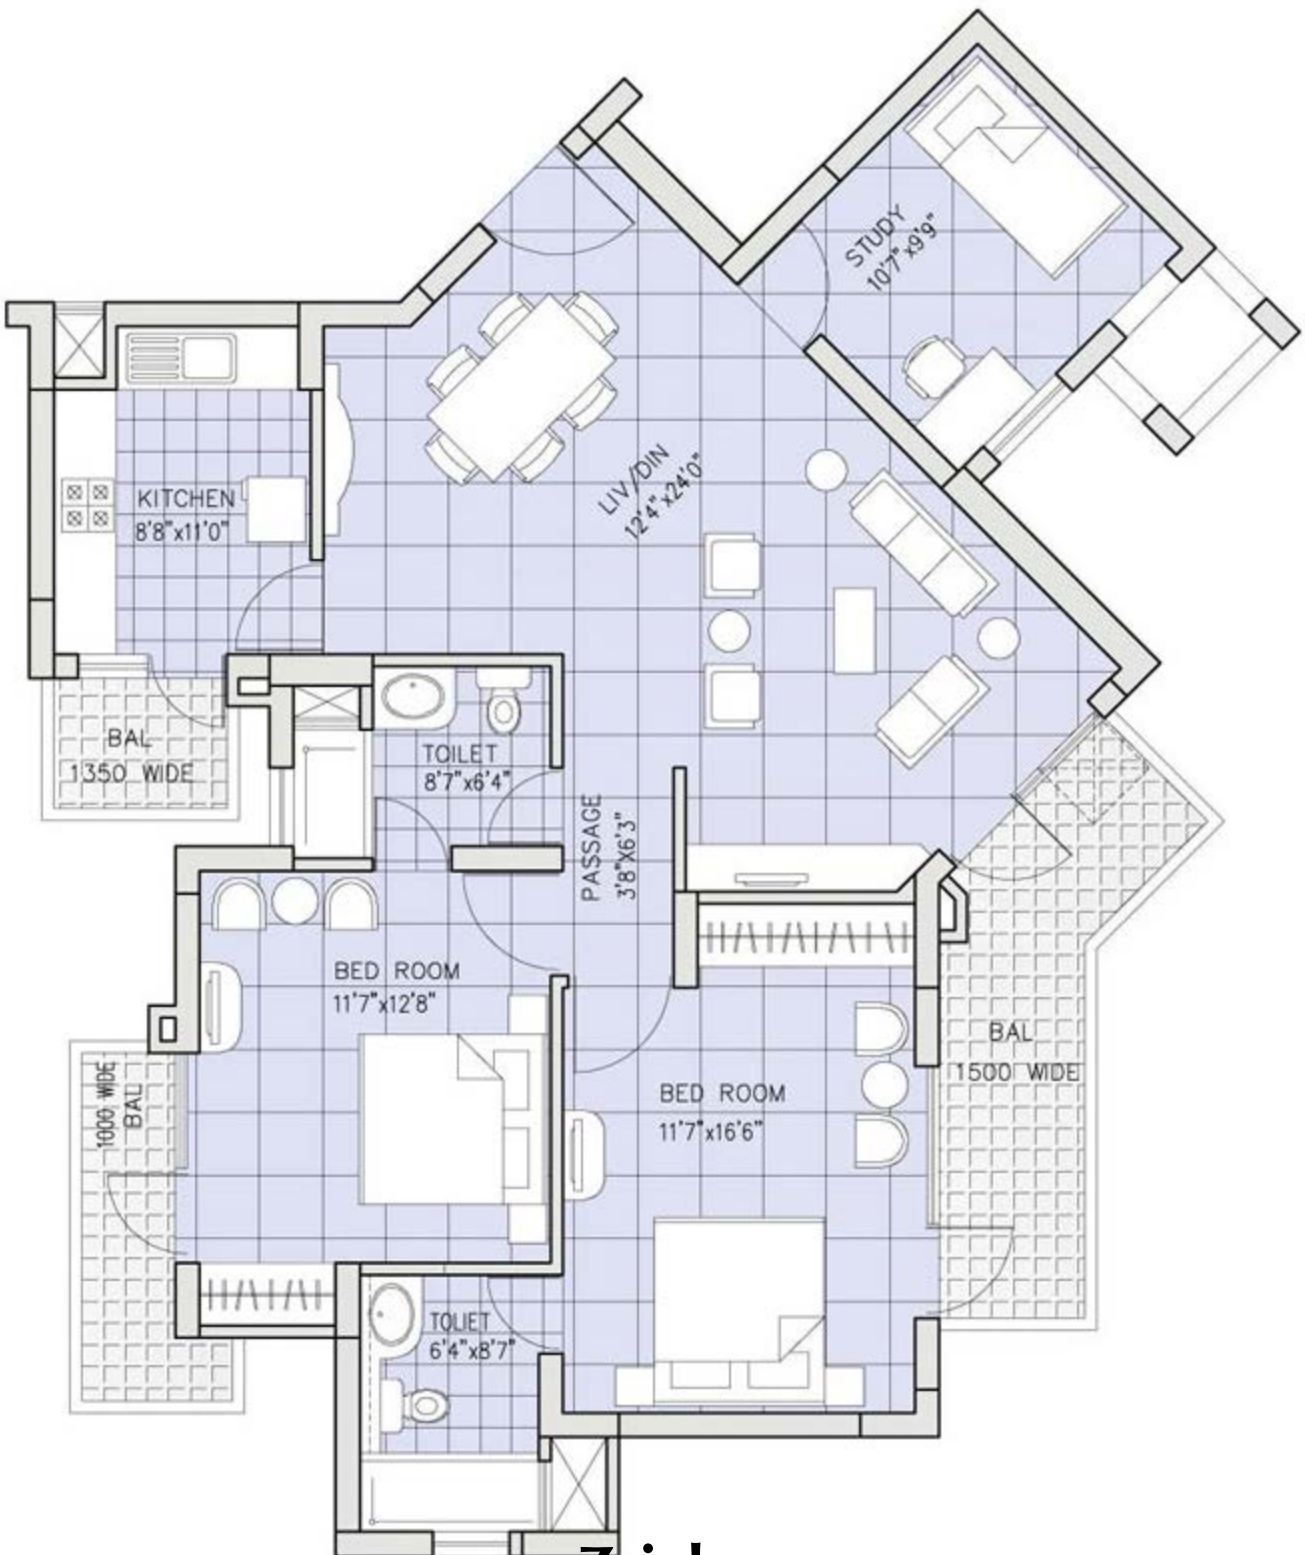 STUDY
10'7"x9'9"
LIV/DIN
12'4"x24'0"
KITCHEN
8'8"x11'0"
BAL
1350 WIDE
TOILET
8'7"x6'4"
PASSAGE
3'8"X6'3"
BED ROOM
11'7"x12'8"
BAL
1500 WIDE
1000 WIDE
BAL
BED ROOM
11'7"x16'6"
TOLIET
6'4"x8'7"